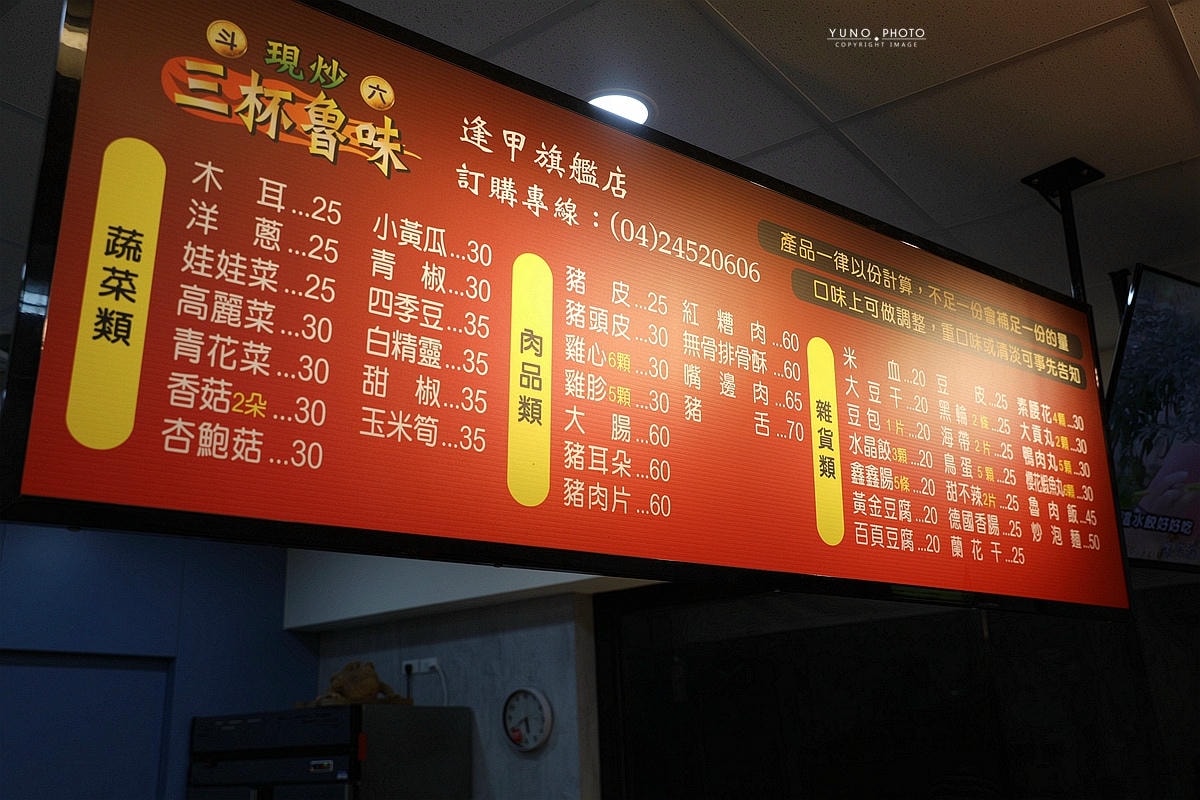 YUNO PHOTO
COPYRIGHT IMAGE
斗六
現炒
三杯魯味
逢甲旗艦店
訂購專線：(04)24520606
產品一律以份計算，不足一份會補足一份的量
口味上可做調整，重口味或清淡可事先告知
蔬菜類
木耳...25
洋蔥...25
娃娃菜...25
高麗菜...30
青花菜...30
香菇2朵...30
杏鮑菇...30
小黃瓜...30
青椒...30
四季豆...35
白精靈...35
甜椒...35
玉米筍...35
肉品類
豬皮...25
豬頭皮...30
雞心6顆...30
雞胗5顆...30
大腸...60
豬耳朵...60
豬肉片...60
紅糟肉...60
無骨排骨酥...60
嘴邊肉...65
豬舌...70
雜貨類
米血...20
大豆干...20
豆包1片...20
水晶餃3顆...20
鑫鑫腸5條...20
黃金豆腐...20
百頁豆腐...20
豆皮...25
黑輪2條...25
海帶2片...25
鳥蛋5顆...25
甜不辣2片...25
德國香腸...25
蘭花干...25
素腰花4顆...30
大貢丸2顆...30
鴨肉丸5顆...30
櫻花蝦魚丸6顆...30
魯肉飯...45
炒泡麵...50
水餃好好吃